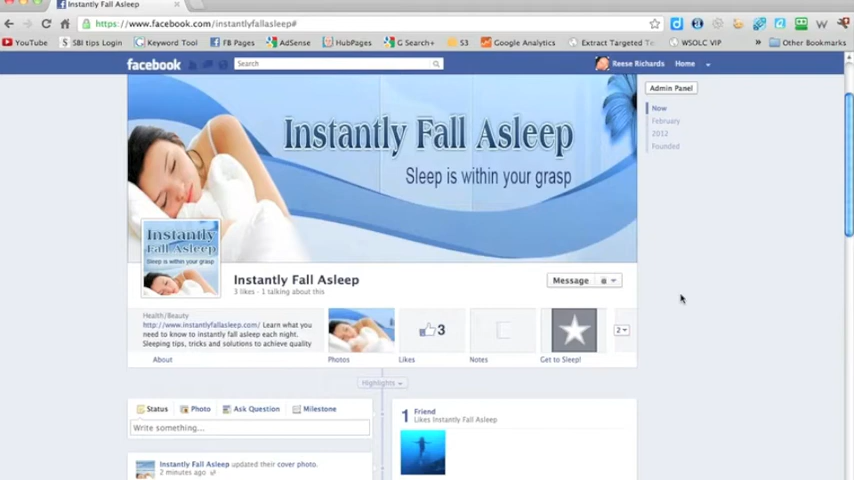 Instantly Fall Asleep
https://www.facebook.com/instantlyfallasleep#
YouTube SBI tips Login Keyword Tool FB Pages AdSense HubPages G Search+ S3 Google Analytics Extract Targeted Te WSOLC VIP » Other Bookmarks
facebook Search Reese Richards Home
Admin Panel
Now
February
2012
Founded
Instantly Fall Asleep
Sleep is within your grasp
Instantly
Fall Asleep
Sleep is within your grasp
Instantly Fall Asleep
3 likes · 1 talking about this
Message
Health/Beauty
http://www.instantlyfallasleep.com/ Learn what you
need to know to instantly fall asleep each night.
Sleeping tips, tricks and solutions to achieve quality
About
Photos
3
Likes
Notes
Get to Sleep!
2
Highlights
Status Photo Ask Question Milestone
Write something...
Instantly Fall Asleep updated their cover photo.
2 minutes ago
1 Friend
Likes Instantly Fall Asleep